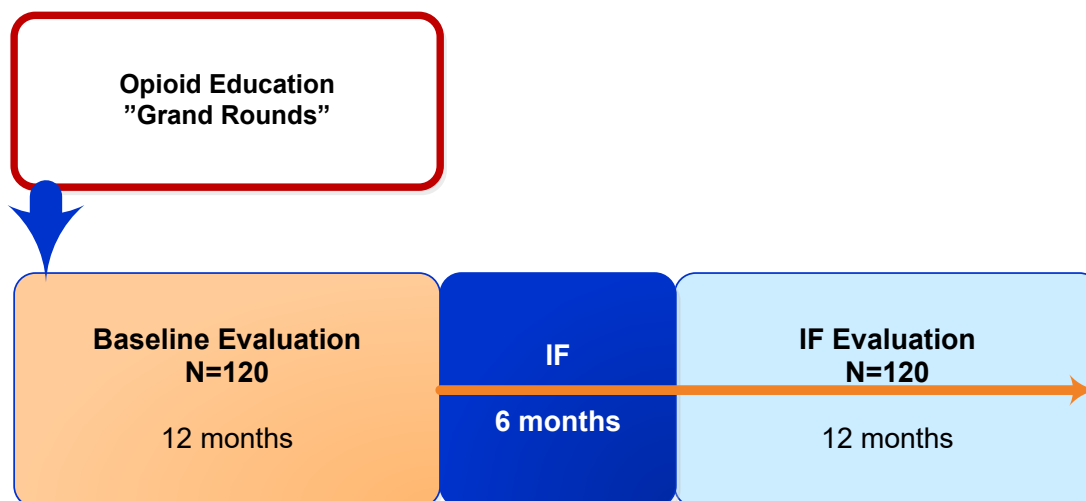 Opioid Education
”Grand Rounds”
Baseline Evaluation
N=120
12 months
IF
6 months
IF Evaluation
N=120
12 months